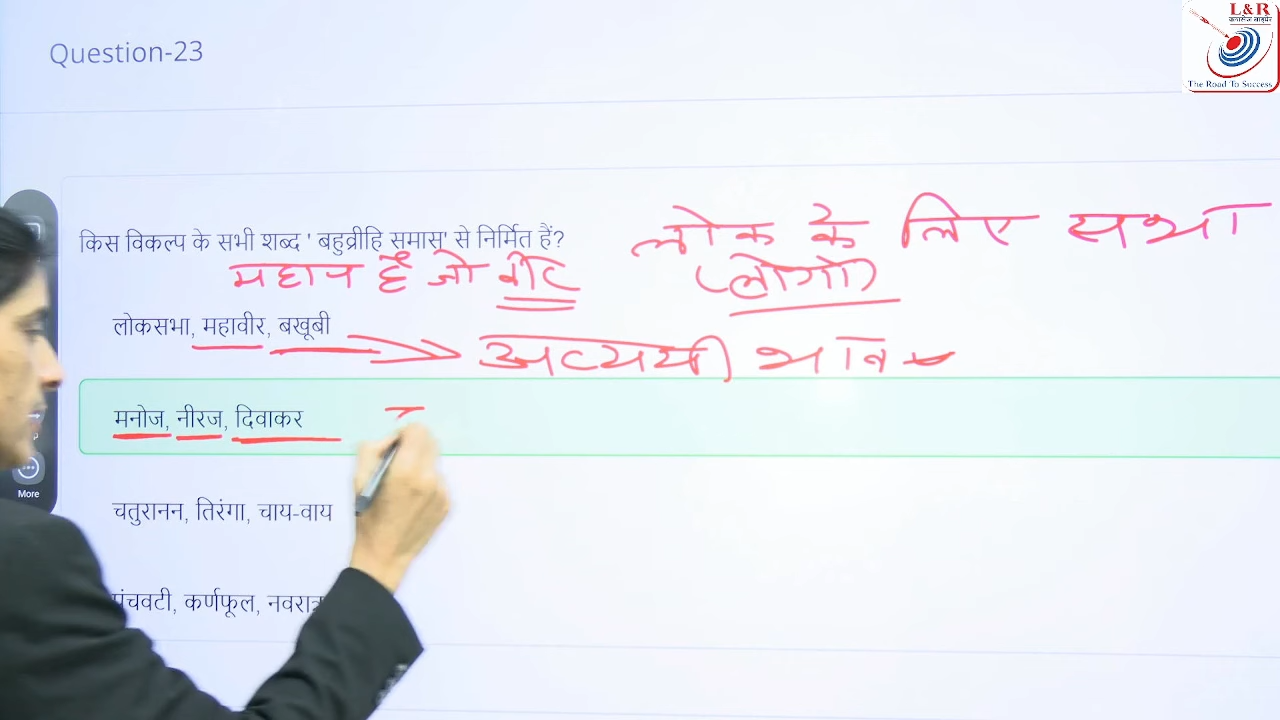 L&R
The Road To Success
Question-23
किस विकल्प के सभी शब्द ' बहुव्रीहि समास' से निर्मित हैं?
लोक के लिए सभा
महान है जो वीर
(लोगो)
लोकसभा, महावीर, बखूबी
अव्ययी भाव
मनोज, नीरज, दिवाकर
More
चतुरानन, तिरंगा, चाय-वाय
पंचवटी, कर्णफूल,